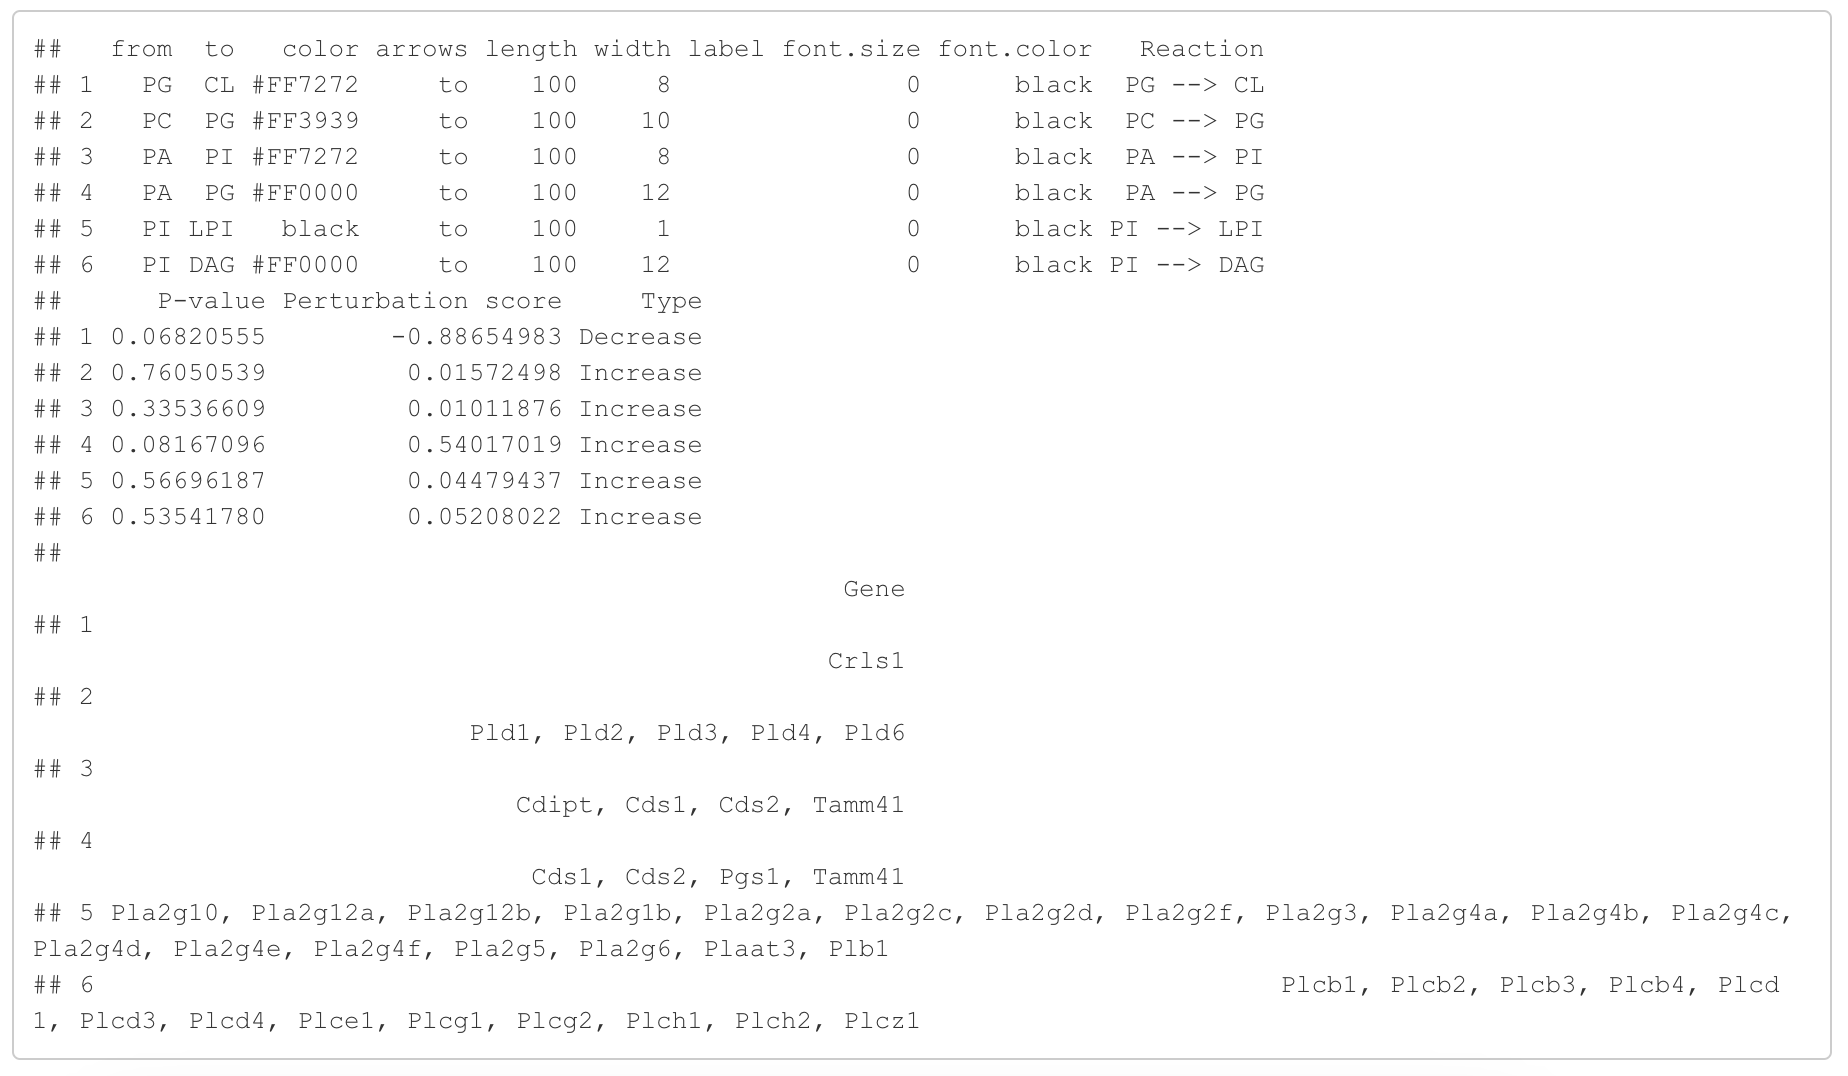 ##   from  to   color arrows length width label font.size font.color   Reaction
## 1   PG  CL #FF7272     to    100     8               0      black  PG --> CL
## 2   PC  PG #FF3939     to    100    10               0      black  PC --> PG
## 3   PA  PI #FF7272     to    100     8               0      black  PA --> PI
## 4   PA  PG #FF0000     to    100    12               0      black  PA --> PG
## 5   PI LPI   black     to    100     1               0      black PI --> LPI
## 6   PI DAG #FF0000     to    100    12               0      black PI --> DAG
##      P-value Perturbation score     Type
## 1 0.06820555        -0.88654983 Decrease
## 2 0.76050539         0.01572498 Increase
## 3 0.33536609         0.01011876 Increase
## 4 0.08167096         0.54017019 Increase
## 5 0.56696187         0.04479437 Increase
## 6 0.53541780         0.05208022 Increase
##
Gene
## 1
Crls1
## 2
Pld1, Pld2, Pld3, Pld4, Pld6
## 3
Cdipt, Cds1, Cds2, Tamm41
## 4
Cds1, Cds2, Pgs1, Tamm41
## 5 Pla2g10, Pla2g12a, Pla2g12b, Pla2g1b, Pla2g2a, Pla2g2c, Pla2g2d, Pla2g2f, Pla2g3, Pla2g4a, Pla2g4b, Pla2g4c,
Pla2g4d, Pla2g4e, Pla2g4f, Pla2g5, Pla2g6, Plaat3, Plb1
## 6 Plcb1, Plcb2, Plcb3, Plcb4, Plcd
1, Plcd3, Plcd4, Plce1, Plcg1, Plcg2, Plch1, Plch2, Plcz1